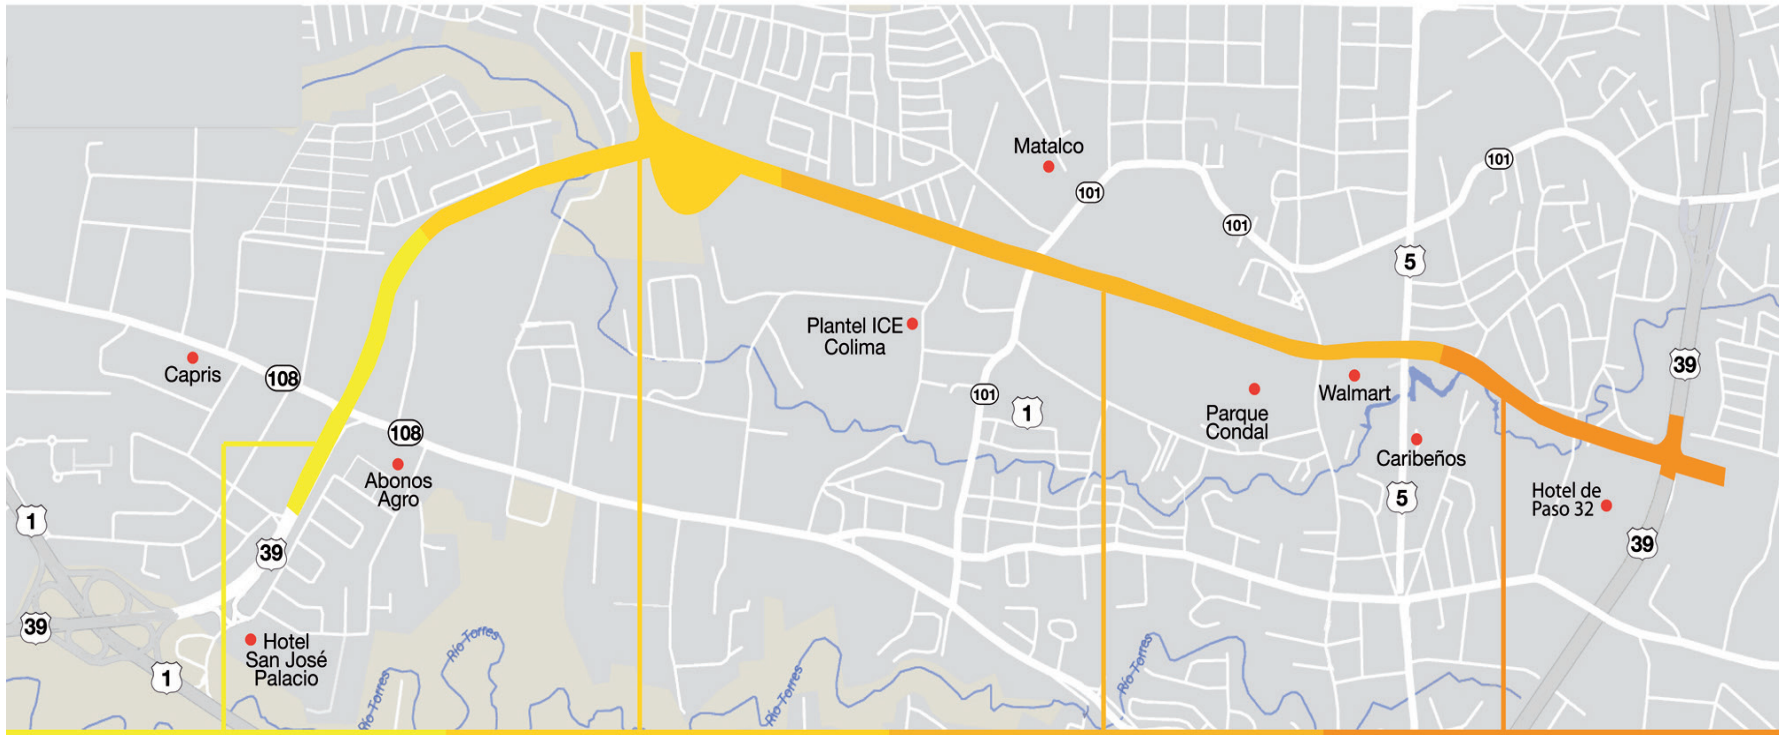 Matalco
101
101
101
5
Plantel ICE
Colima
Capris
108
39
101
1
Walmart
Parque
Condal
108
Caribeños
Abonos
Agro
5
Hotel de
Paso 32
1
39
39
39
Hotel
San José
Palacio
1
Río Torres
Río Torres
Río Torres
Río Torres